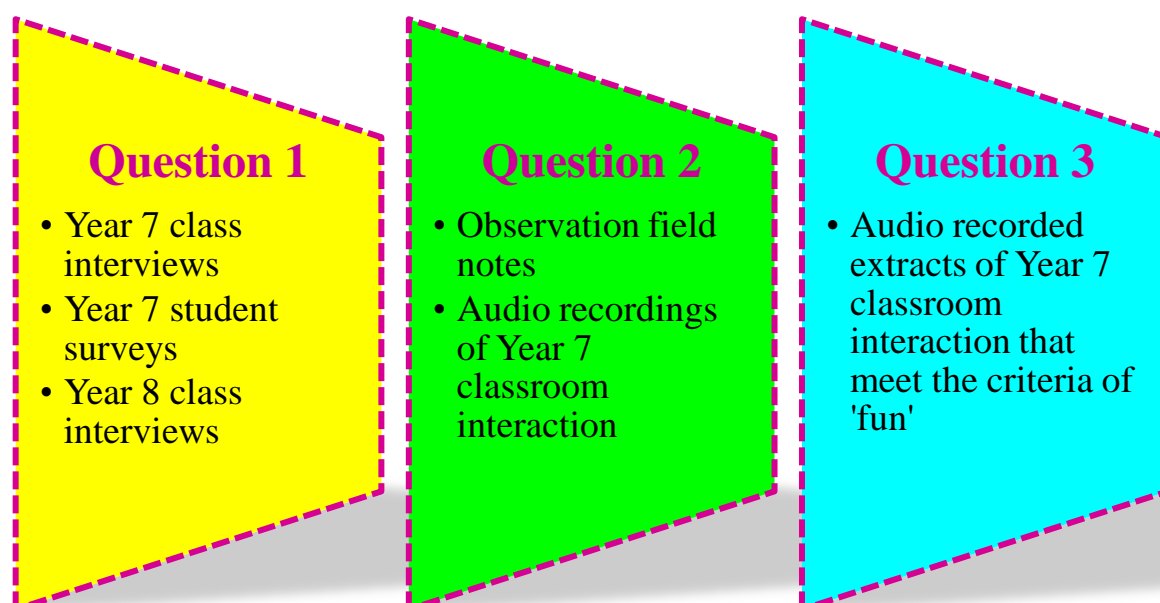 Question 1
• Year 7 class
interviews
• Year 7 student
surveys
• Year 8 class
interviews
Question 2
• Observation field
notes
• Audio recordings
of Year 7
classroom
interaction
Question 3
• Audio recorded
extracts of Year 7
classroom
interaction that
meet the criteria of
'fun'